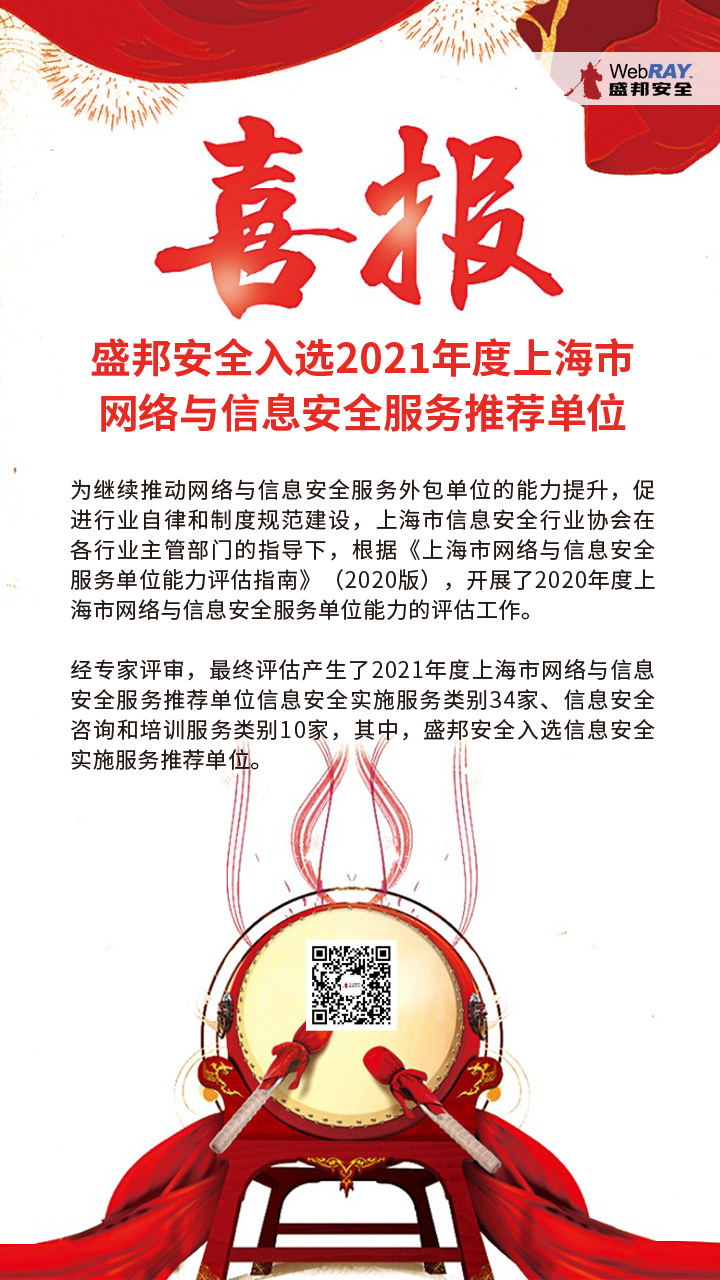 WebRAY
盛邦安全
喜报
盛邦安全入选2021年度上海市
网络与信息安全服务推荐单位
为继续推动网络与信息安全服务外包单位的能力提升，促
进行业自律和制度规范建设，上海市信息安全行业协会在
各行业主管部门的指导下，根据《上海市网络与信息安全
服务单位能力评估指南》（2020版），开展了2020年度上
海市网络与信息安全服务单位能力的评估工作。
经专家评审，最终评估产生了2021年度上海市网络与信息
安全服务推荐单位信息安全实施服务类别34家、信息安全
咨询和培训服务类别10家，其中，盛邦安全入选信息安全
实施服务推荐单位。